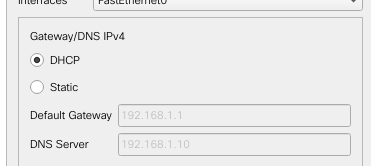 Interfaces FastEthernet0
Gateway/DNS IPv4
DHCP
Static
Default Gateway 192.168.1.1
DNS Server 192.168.1.10